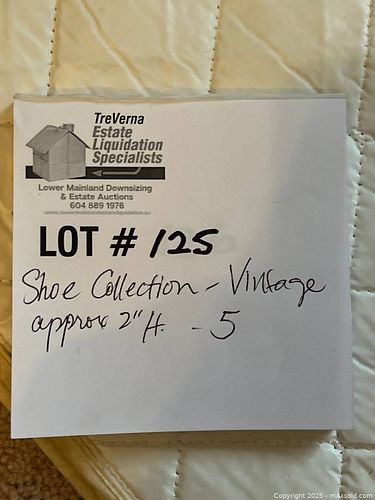 TreVerna
Estate
Liquidation
Specialists
Lower Mainland Downsizing
& Estate Auctions
604 889 1976
LOT # 125
Shoe Collection - Vintage
approx 2" H. - 5
Copyright 2025 - maxsold.com